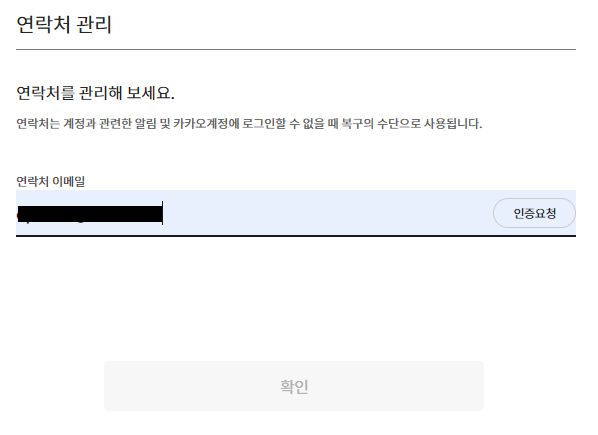 연락처 관리
연락처를 관리해 보세요.
연락처는 계정과 관련한 알림 및 카카오계정에 로그인할 수 없을 때 복구의 수단으로 사용됩니다.
연락처 이메일
인증요청
확인